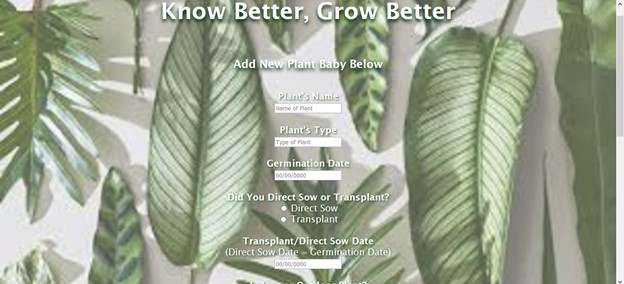 Know Better, Grow Better
Add New Plant Baby Below
Plant's Name
Name of Plant
Plant's Type
Type of Plant
Germination Date
00/00/0000
Did You Direct Sow or Transplant?
Direct Sow
Transplant
Transplant/Direct Sow Date
(Direct Sow Date = Germination Date)
00/00/0000